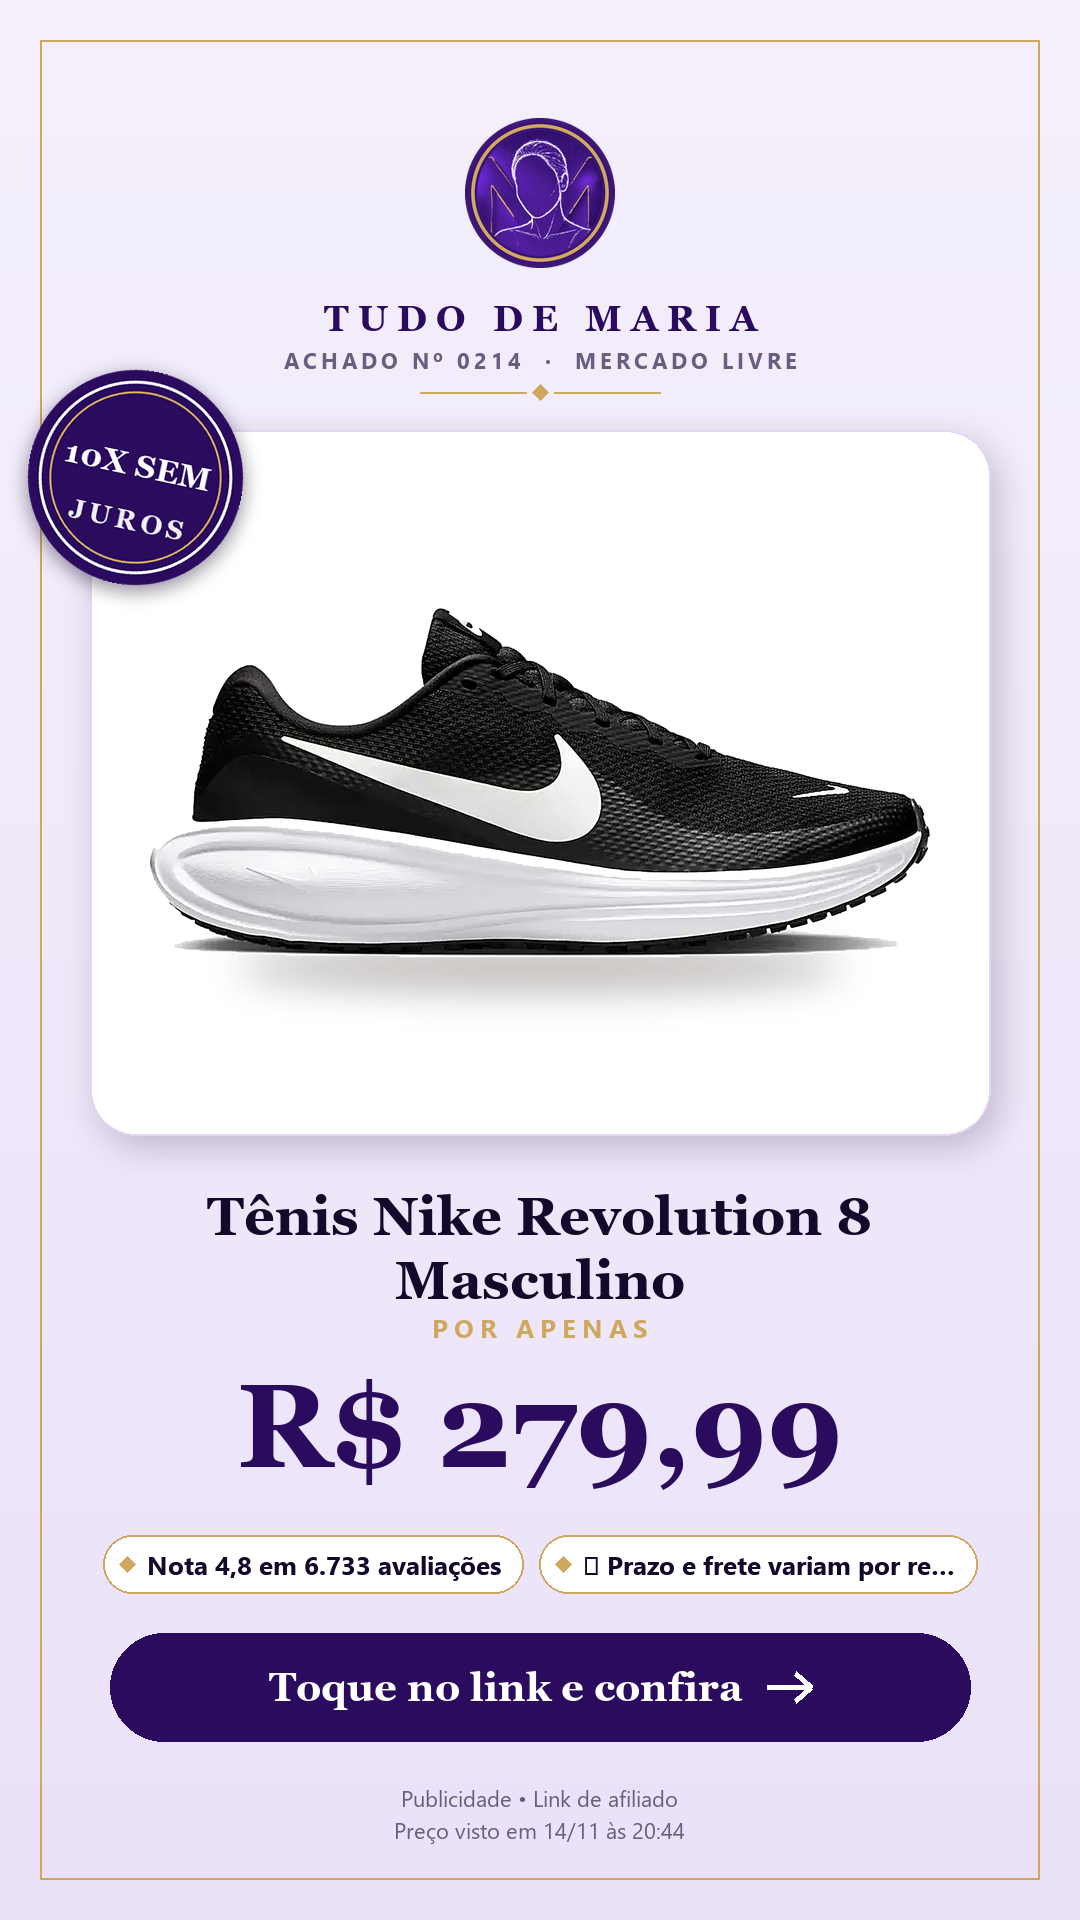 TUDO DE MARIA
ACHADO Nº 0214 · MERCADO LIVRE
10X SEM
JUROS
Tênis Nike Revolution 8
Masculino
POR APENAS
R$ 279,99
Nota 4,8 em 6.733 avaliações
Prazo e frete variam por re...
Toque no link e confira →
Publicidade • Link de afiliado
Preço visto em 14/11 às 20:44